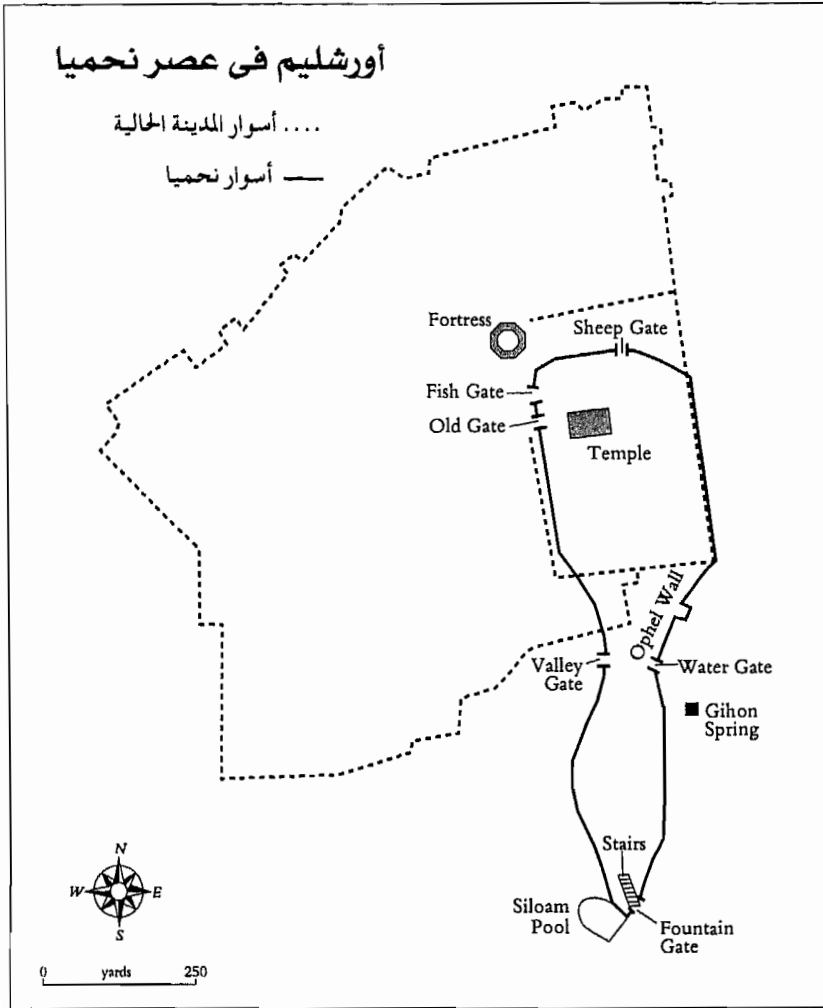 أورشليم فى عصر نحميا
.... أسوار المدينة الحالية
— أسوار نحميا
Fortress
Sheep Gate
Fish Gate
Old Gate
Temple
Ophel Wall
Valley
Gate
Water Gate
Gihon
Spring
Stairs
Siloam
Pool
Fountain
Gate
N
W
E
S
0 yards 250